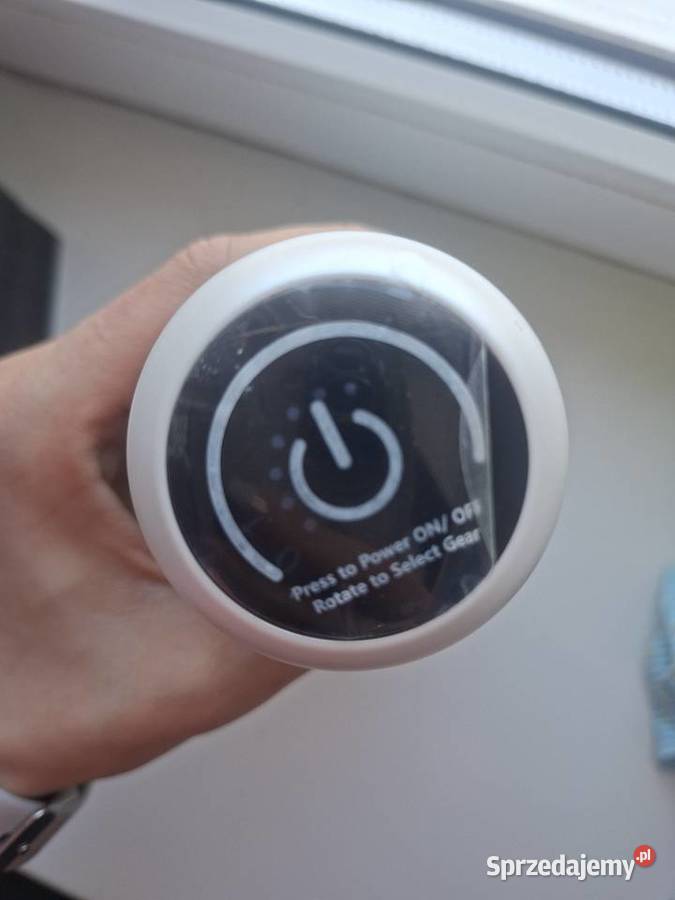 Press to Power ON/ OFF
Rotate to Select Gear
Sprzedajemy.pl